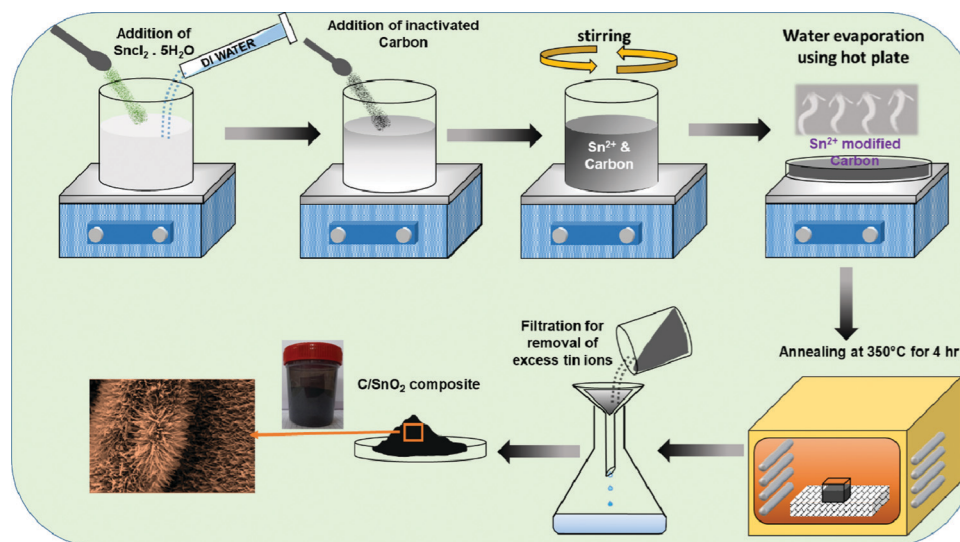 Addition of
SncI₂ . 5H₂O
DI WATER
Addition of inactivated
Carbon
stirring
Sn²⁺ &
Carbon
Water evaporation
using hot plate
Sn²⁺ modified
Carbon
Annealing at 350°C for 4 hr
Filtration for
removal of
excess tin ions
C/SnO₂ composite